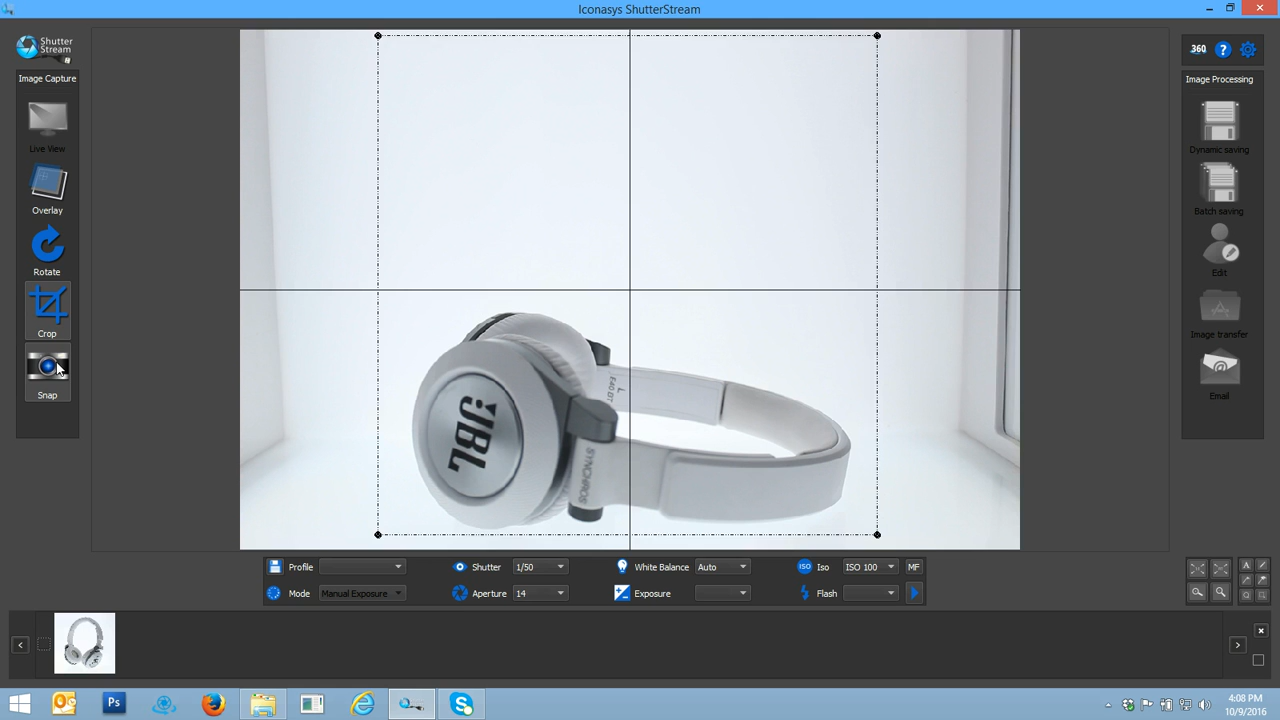 Iconasys ShutterStream
Shutter
Stream
Image Capture
Live View
Overlay
Rotate
Crop
Snap
360
?
Image Processing
Dynamic saving
Batch saving
Edit
Image transfer
Email
JBL
SYNCHROS
L
Profile
Shutter
1/50
White Balance
Auto
ISO
Iso
ISO 100
MF
Mode
Manual Exposure
Aperture
14
Exposure
Flash
Ps
4:08 PM
10/9/2016